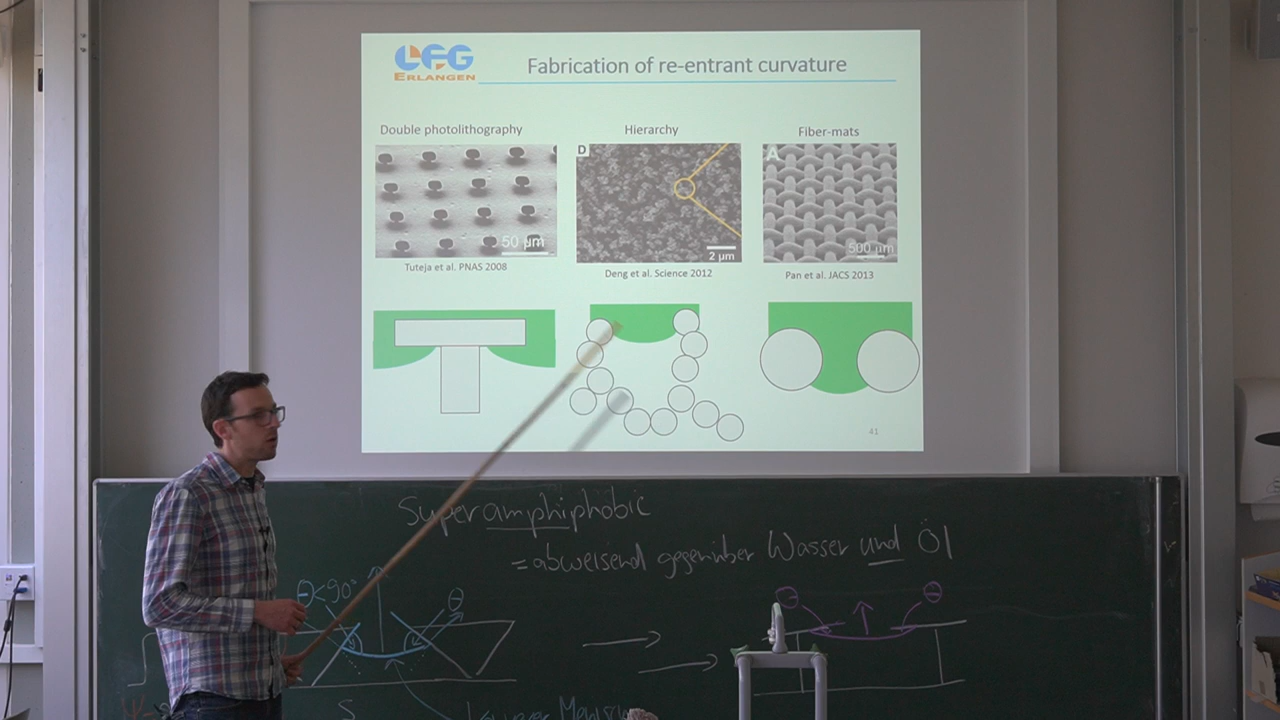 LFG
ERLANGEN
Fabrication of re-entrant curvature
Double photolithography
Hierarchy
Fiber-mats
50 µm
D
2 µm
A
500 µm
Tuteja et al. PNAS 2008
Deng et al. Science 2012
Pan et al. JACS 2013
41
Superamphiphobic
= abweisend gegenüber Wasser und Öl
Θ<90°
Θ
Θ
Θ